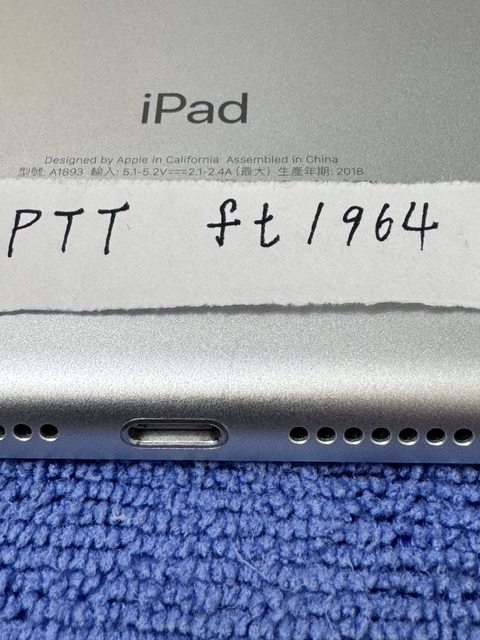 iPad
Designed by Apple in California Assembled in China
型號: A1893 輸入: 5.1-5.2V⎓2.1-2.4A (最大) 生產年期: 2018
PTT ft1964